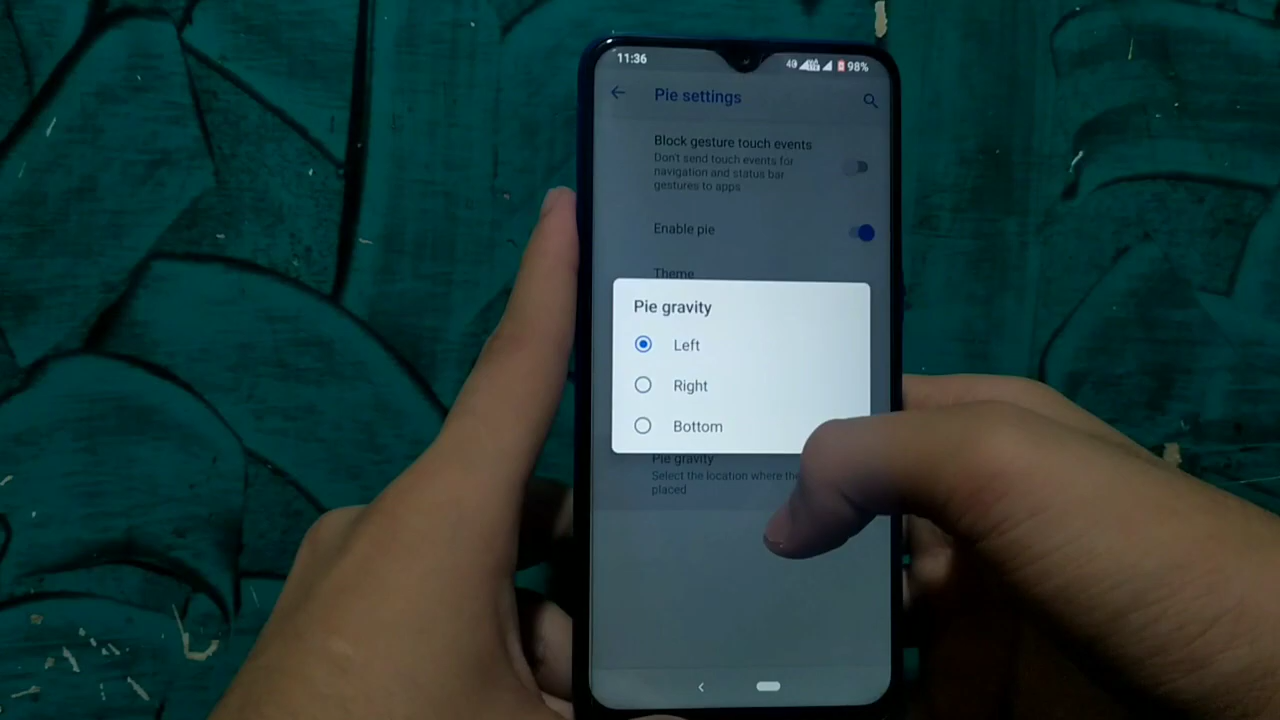 11:36
4G
98%
Pie settings
Block gesture touch events
Don't send touch events for
navigation and status bar
gestures to apps
Enable pie
Theme
Pie gravity
Left
Right
Bottom
Pie gravity
Select the location where the
placed